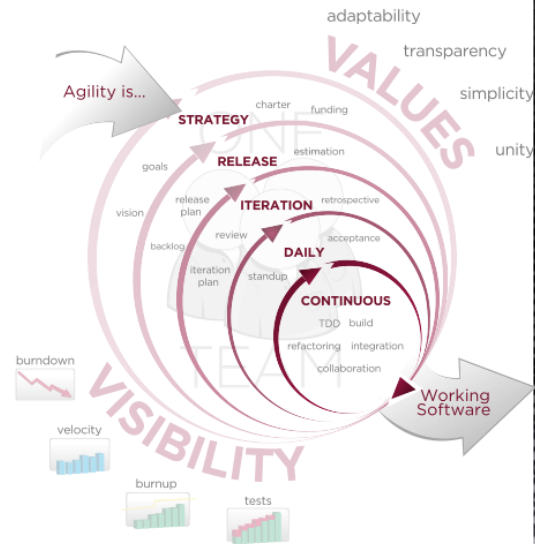 adaptability
VALUES
transparency
Agility is...
simplicity
charter
funding
STRATEGY
ONE
unity
estimation
RELEASE
goals
release
plan
retrospective
ITERATION
vision
review
acceptance
backlog
DAILY
iteration
plan
standup
CONTINUOUS
TDD
build
refactoring
integration
TEAM
collaboration
burndown
Working
Software
VISIBILITY
velocity
burnup
tests